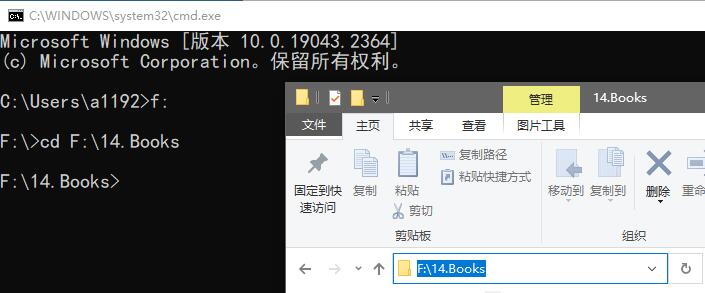 C:\WINDOWS\system32\cmd.exe
Microsoft Windows [版本 10.0.19043.2364]
(c) Microsoft Corporation。保留所有权利。
C:\Users\a1192>f:
F:\>cd F:\14.Books
F:\14.Books>
管理
14.Books
文件
主页
共享
查看
图片工具
固定到快
速访问
复制
粘贴
复制路径
粘贴快捷方式
剪切
移动到
复制到
删除
重命
剪贴板
组织
F:\14.Books